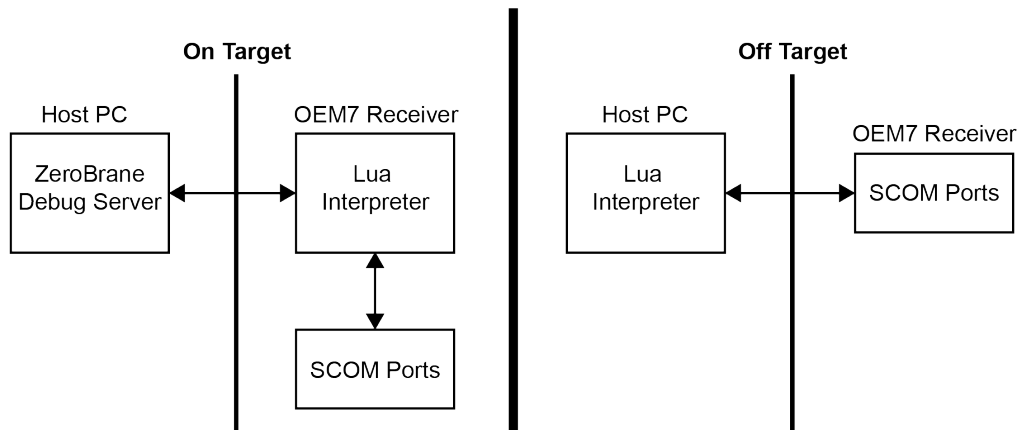 On Target
Host PC
OEM7 Receiver
ZeroBrane
Debug Server
Lua
Interpreter
SCOM Ports
Off Target
Host PC
OEM7 Receiver
Lua
Interpreter
SCOM Ports